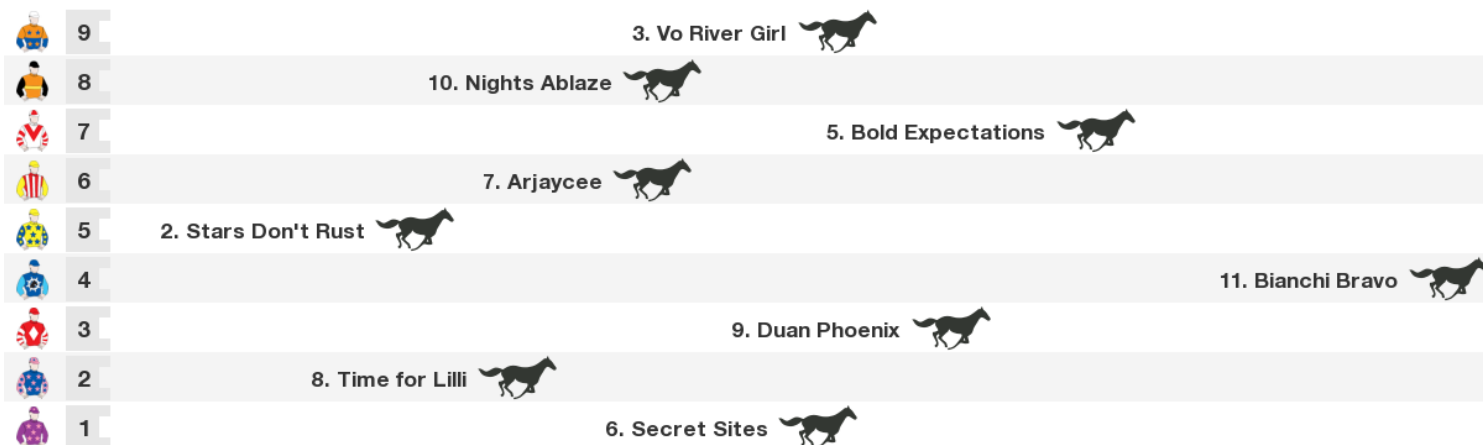 9 3. Vo River Girl
8 10. Nights Ablaze
7 5. Bold Expectations
6 7. Arjaycee
5 2. Stars Don't Rust
4 11. Bianchi Bravo
3 9. Duan Phoenix
2 8. Time for Lilli
1 6. Secret Sites